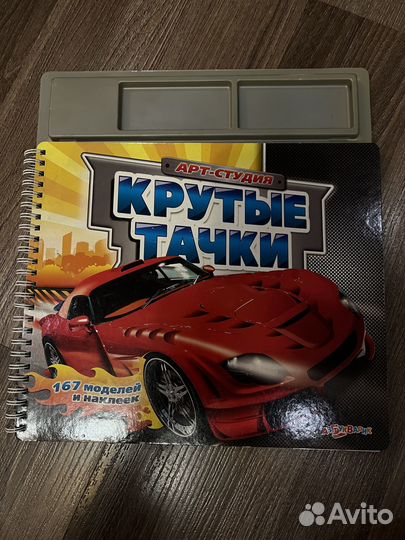 АРТ-СТУДИЯ
КРУТЫЕ
ТАЧКИ
167 моделей
и наклеек
АЗБУКВАРИК
Avito